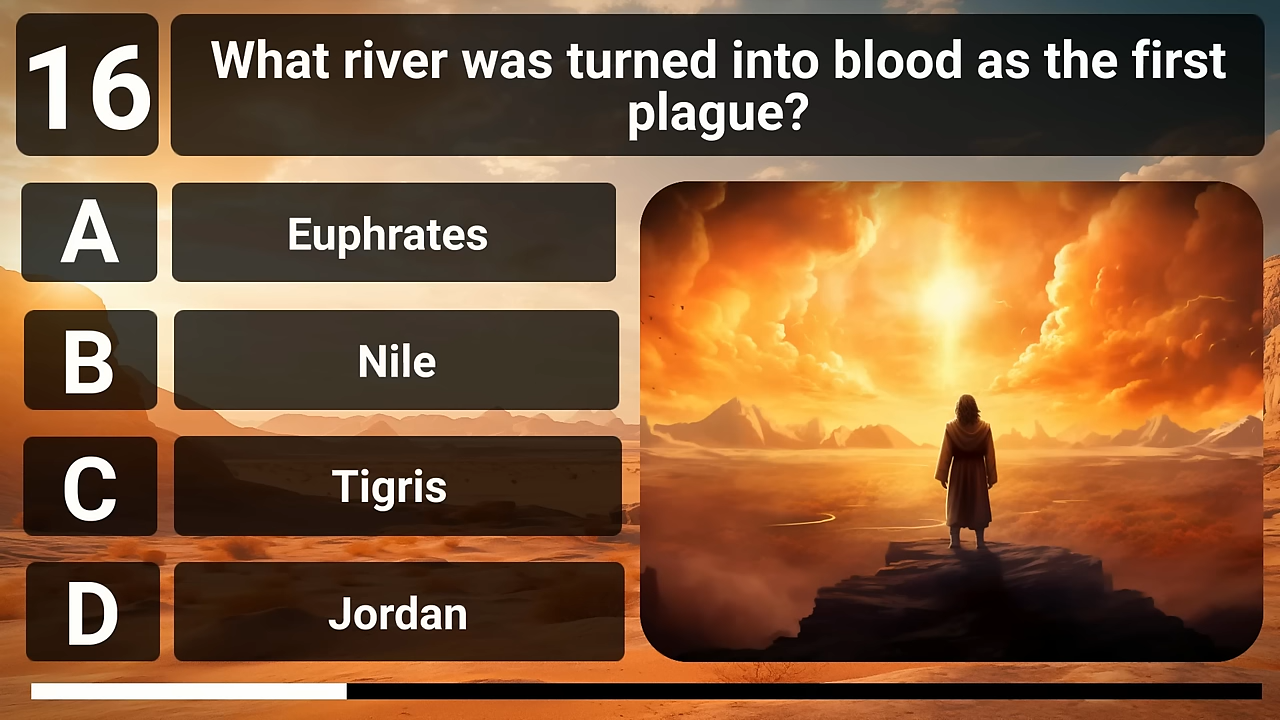 16
What river was turned into blood as the first
plague?
A
Euphrates
B
Nile
C
Tigris
D
Jordan